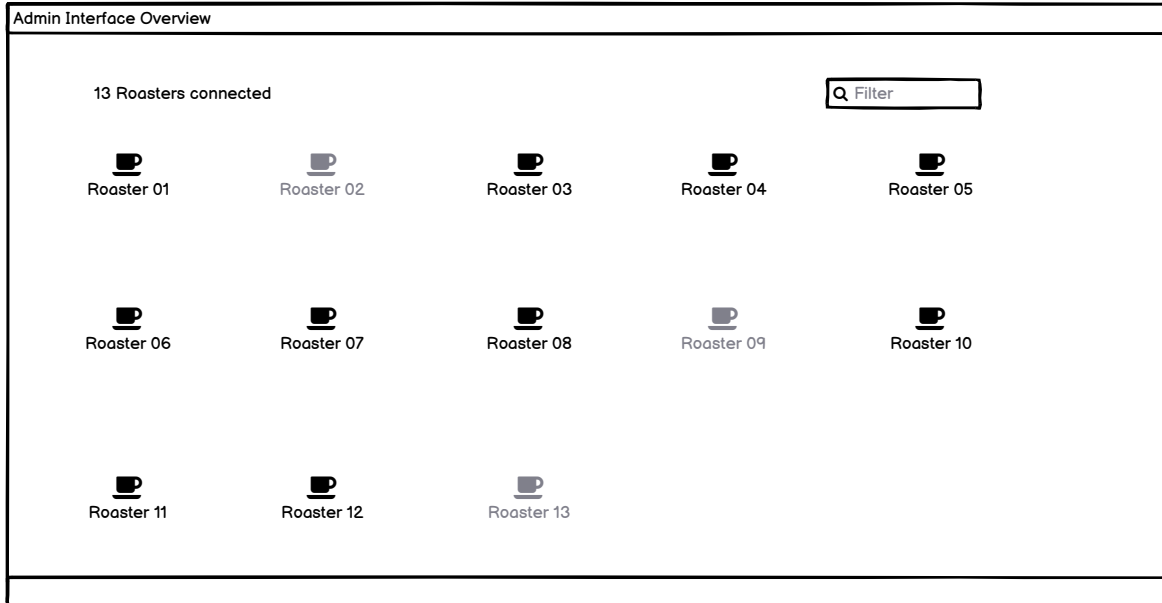 Admin Interface Overview
13 Roasters connected
Filter
Roaster 01
Roaster 02
Roaster 03
Roaster 04
Roaster 05
Roaster 06
Roaster 07
Roaster 08
Roaster 09
Roaster 10
Roaster 11
Roaster 12
Roaster 13